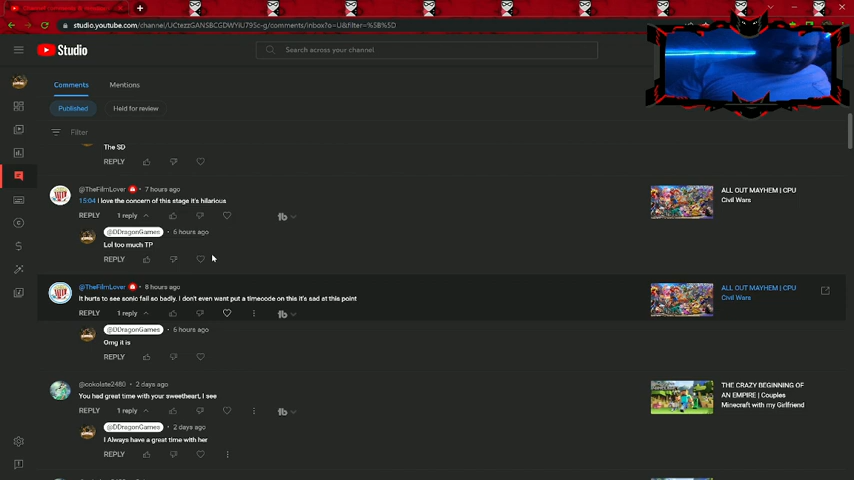 Channel comments & mentions
studio.youtube.com/channel/UCtezzGANSBCGDWYiU795c-g/comments/inbox?o=U&filter=%5B%5D
Studio
Search across your channel
Comments
Mentions
Published
Held for review
Filter
The SD
REPLY
@TheFilmLover 7 hours ago
15:04 I love the concern of this stage it's hilarious
REPLY 1 reply
ALL OUT MAYHEM | CPU
Civil Wars
@DDragonGames • 6 hours ago
Lol too much TP
REPLY
@TheFilmLover 8 hours ago
It hurts to see sonic fail so badly. I don't even want put a timecode on this it's sad at this point
REPLY 1 reply
ALL OUT MAYHEM | CPU
Civil Wars
@DDragonGames • 6 hours ago
Omg it is
REPLY
@ookolate2480 • 2 days ago
You had great time with your sweetheart, I see
REPLY 1 reply
THE CRAZY BEGINNING OF
AN EMPIRE | Couples
Minecraft with my Girlfriend
@DDragonGames • 2 days ago
I Always have a great time with her
REPLY